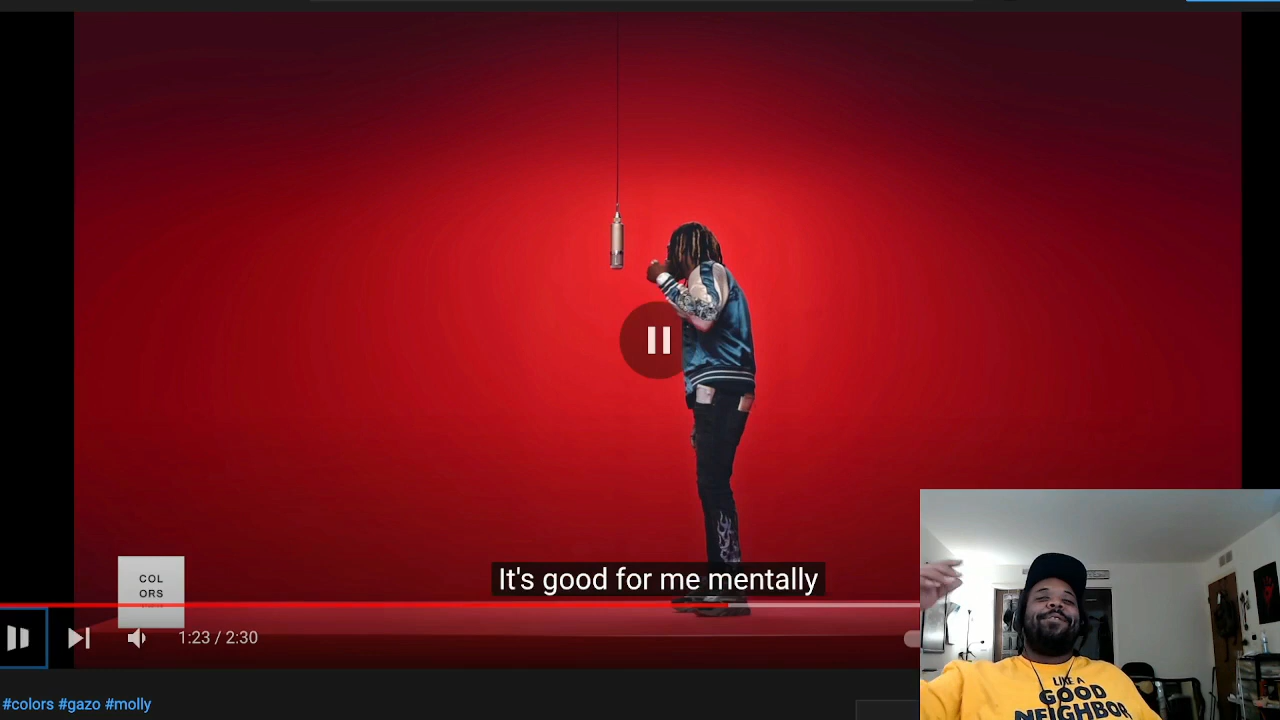 It's good for me mentally
COL
ORS
1:23 / 2:30
#colors #gazo #molly
LIKE A
GOOD
NEIGHBOR